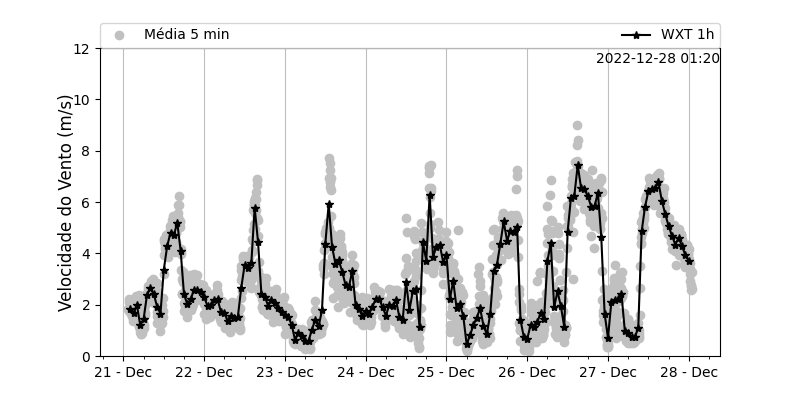 Média 5 min WXT 1h
2022-12-28 01:20
Velocidade do Vento (m/s)
12
10
8
6
4
2
0
21 - Dec 22 - Dec 23 - Dec 24 - Dec 25 - Dec 26 - Dec 27 - Dec 28 - Dec